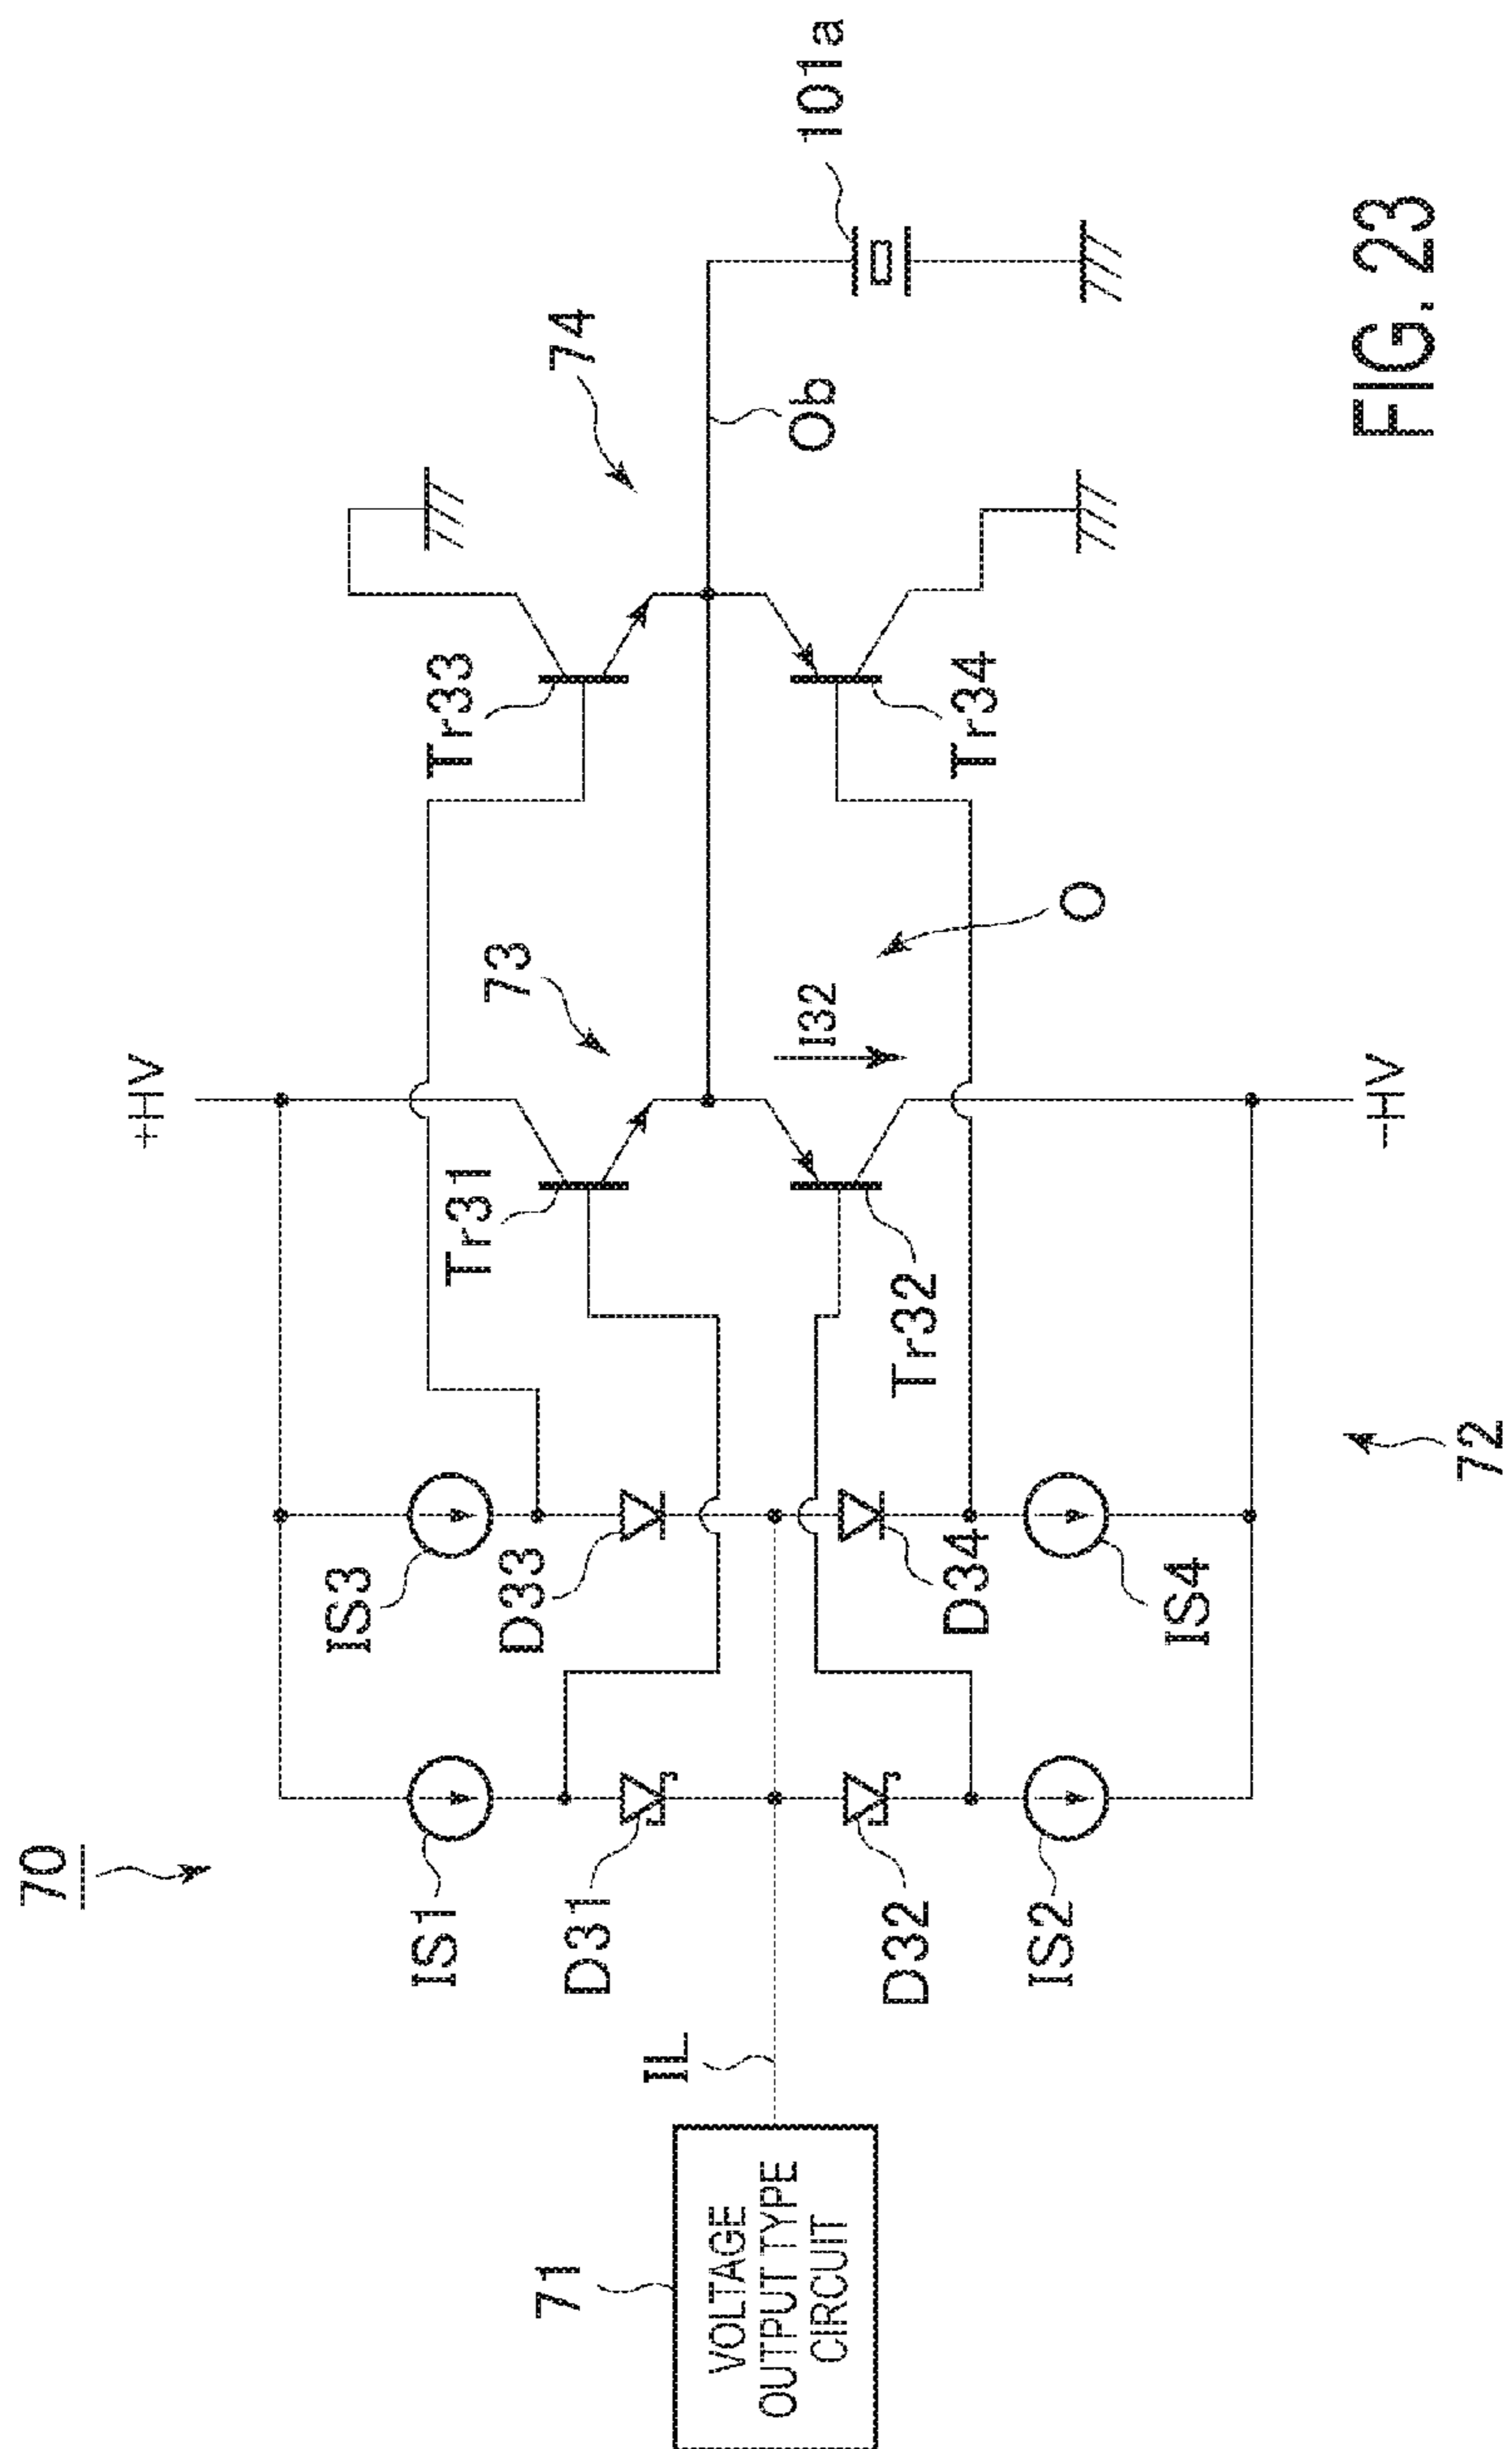 70
+HV
IS1
IS3
73
74
Tr31
Tr33
D31
D33
71
VOLTAGE
OUTPUT TYPE
CIRCUIT
IL
I32
Ob
101a
D32
D34
Tr32
Tr34
O
IS2
IS4
-HV
72
FIG. 23